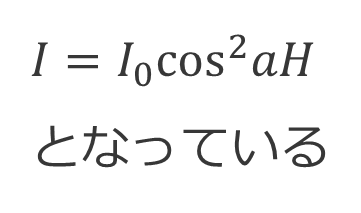 I = I₀cos²aH
となっている